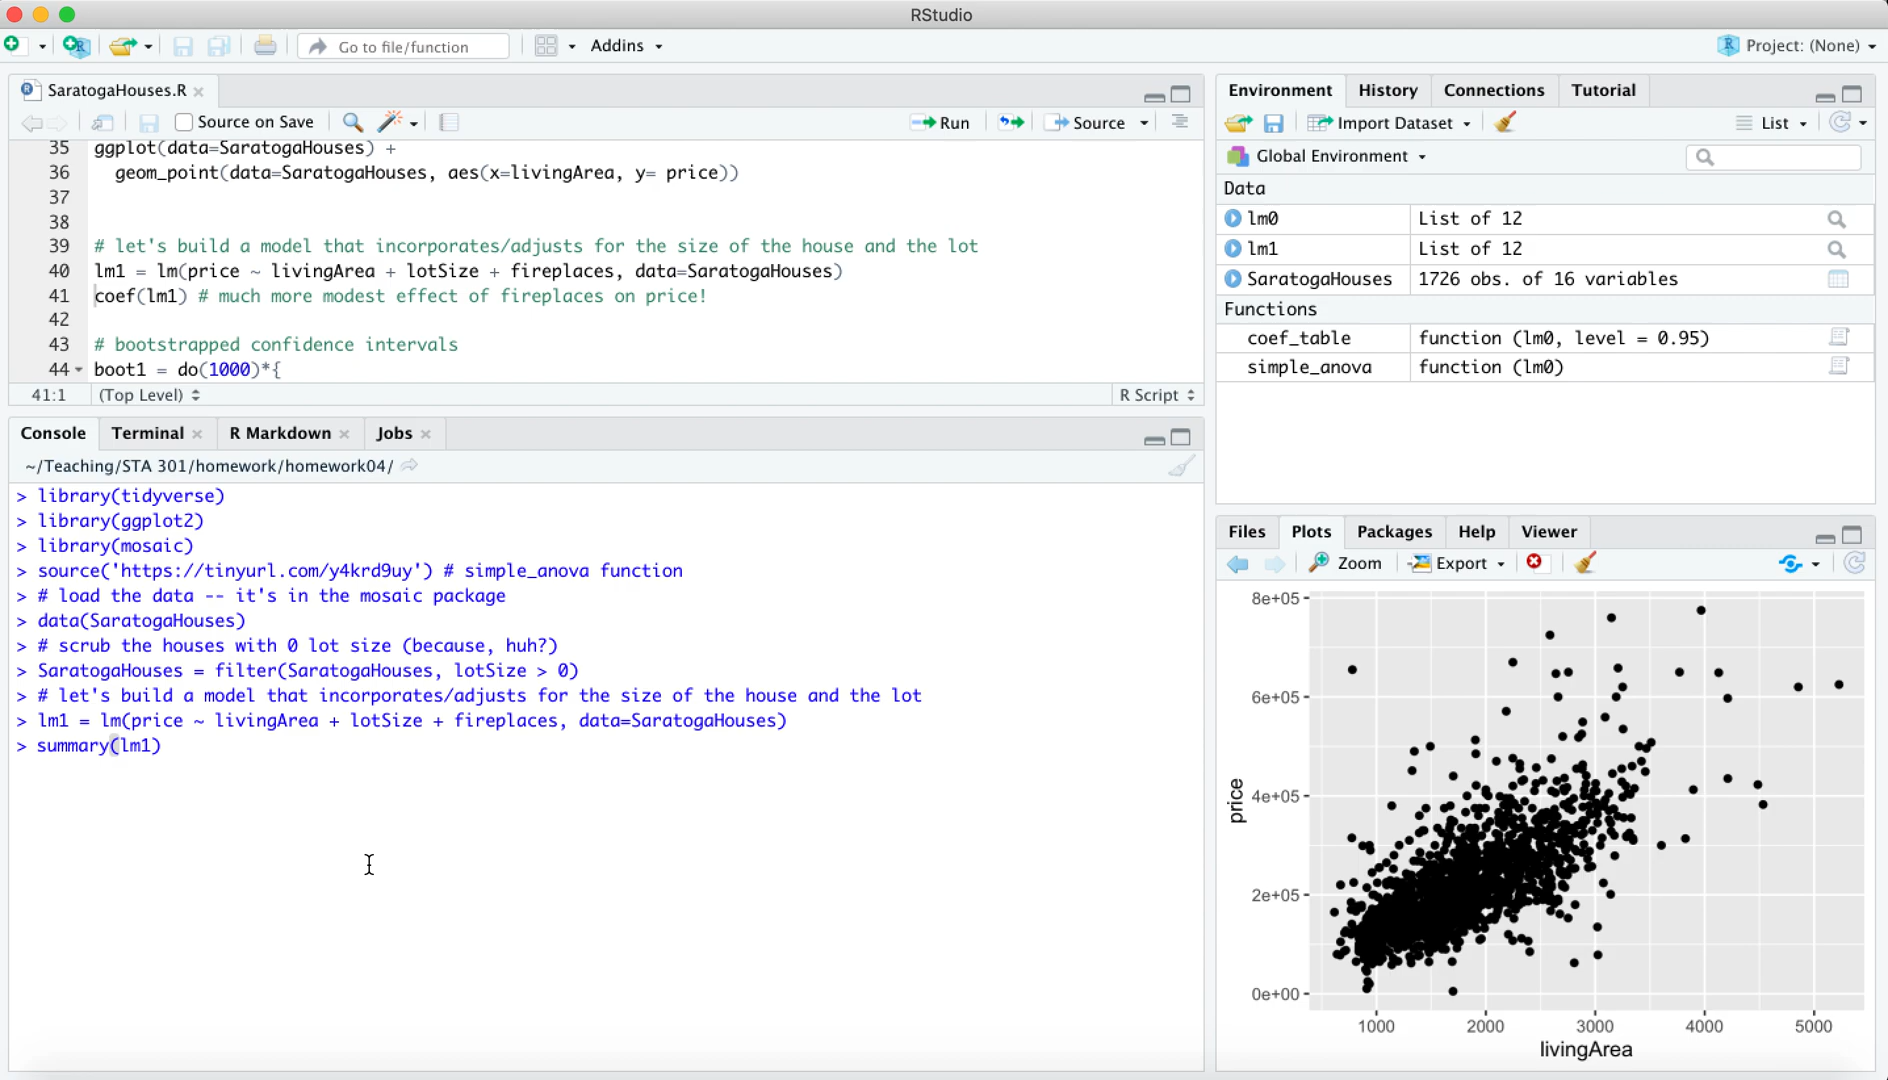 RStudio
Go to file/function
Addins
Project: (None)
SaratogaHouses.R
Source on Save
Run
Source
35 ggplot(data=SaratogaHouses) +
36 geom_point(data=SaratogaHouses, aes(x=livingArea, y= price))
37
38
39 # let's build a model that incorporates/adjusts for the size of the house and the lot
40 lm1 = lm(price ~ livingArea + lotSize + fireplaces, data=SaratogaHouses)
41 coef(lm1) # much more modest effect of fireplaces on price!
42
43 # bootstrapped confidence intervals
44 boot1 = do(1000)*{
41:1 (Top Level) R Script
Console Terminal R Markdown Jobs
~/Teaching/STA 301/homework/homework04/
> library(tidyverse)
> library(ggplot2)
> library(mosaic)
> source('https://tinyurl.com/y4krd9uy') # simple_anova function
> # load the data -- it's in the mosaic package
> data(SaratogaHouses)
> # scrub the houses with 0 lot size (because, huh?)
> SaratogaHouses = filter(SaratogaHouses, lotSize > 0)
> # let's build a model that incorporates/adjusts for the size of the house and the lot
> lm1 = lm(price ~ livingArea + lotSize + fireplaces, data=SaratogaHouses)
> summary(lm1)
Environment History Connections Tutorial
Import Dataset List
Global Environment
Data
lm0 List of 12
lm1 List of 12
SaratogaHouses 1726 obs. of 16 variables
Functions
coef_table function (lm0, level = 0.95)
simple_anova function (lm0)
Files Plots Packages Help Viewer
Zoom Export
8e+05
6e+05
4e+05
2e+05
0e+00
price
1000 2000 3000 4000 5000
livingArea